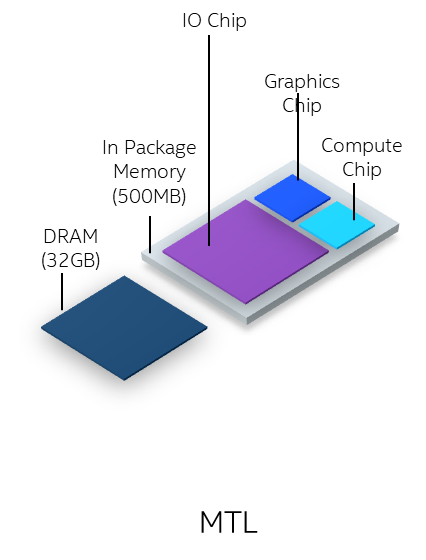 IO Chip
Graphics
Chip
Compute
Chip
In Package
Memory
(500MB)
DRAM
(32GB)
MTL